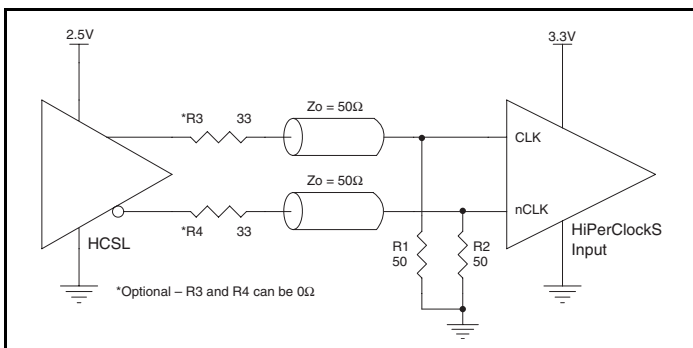 2.5V
3.3V
*R3 33
Zo = 50Ω
CLK
Zo = 50Ω
nCLK
*R4 33
HCSL
R1
50
R2
50
HiPerClockS
Input
*Optional – R3 and R4 can be 0Ω